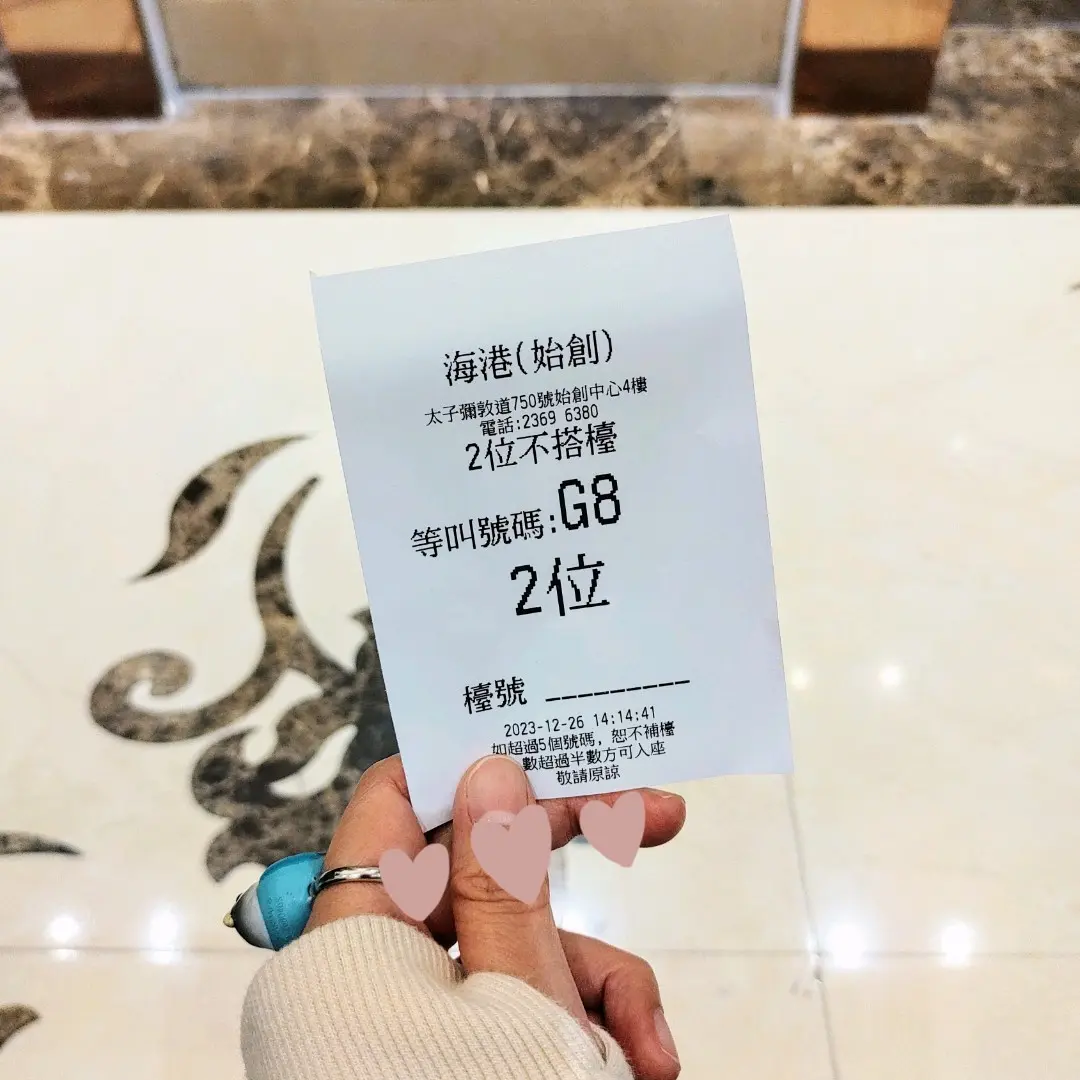 海港(始創)
太子彌敦道750號始創中心4樓
電話:2369 6380
2位不搭檯
等叫號碼:G8
2位
檯號 _________
2023-12-26 14:14:41
如超過5個號碼, 恕不補檯
數超過半數方可入座
敬請原諒